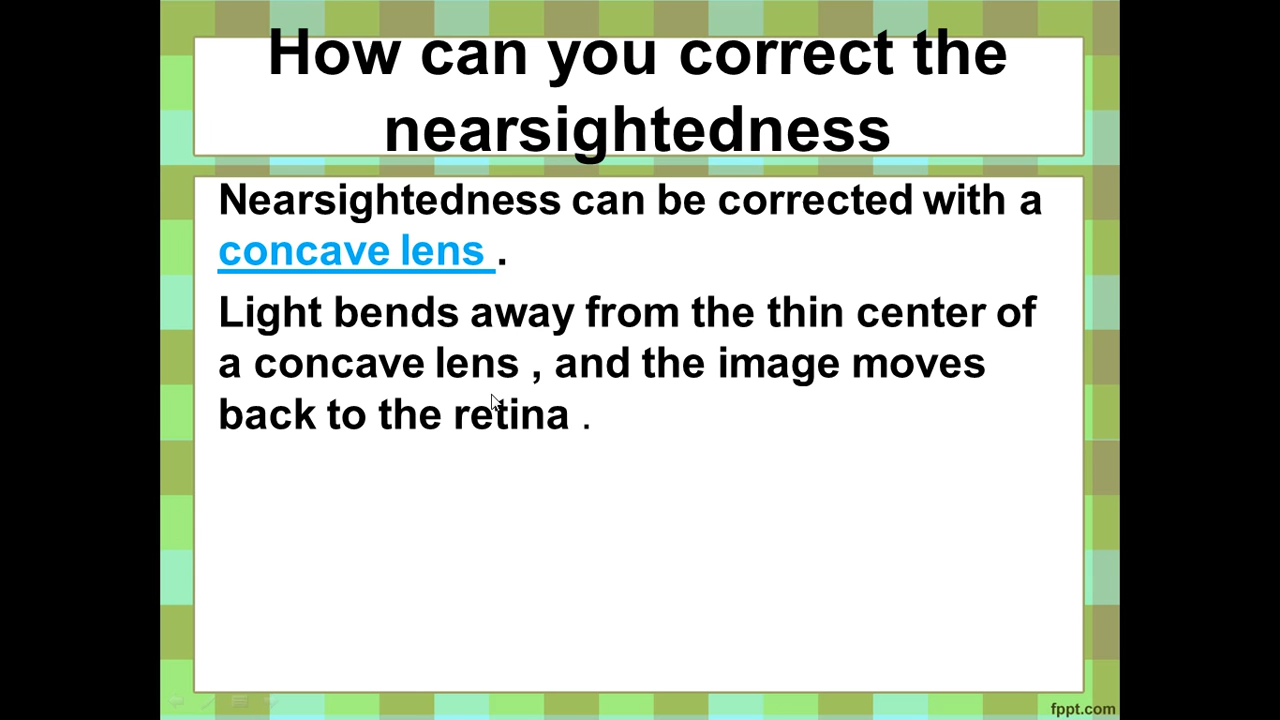 How can you correct the
nearsightedness
Nearsightedness can be corrected with a
concave lens .
Light bends away from the thin center of
a concave lens , and the image moves
back to the retina .
fppt.com